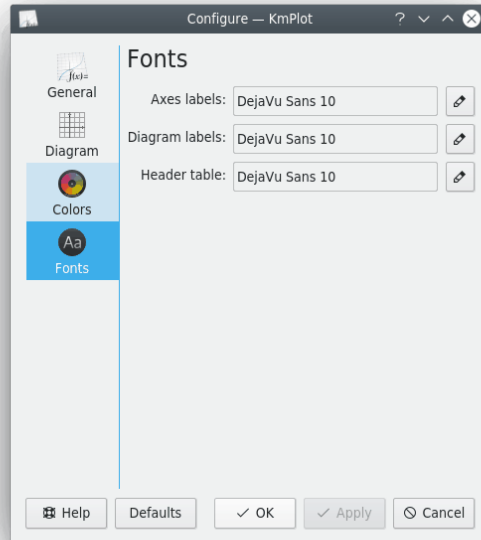 Configure — KmPlot
f(x)=
General
Diagram
Colors
Aa
Fonts
Fonts
Axes labels: DejaVu Sans 10
Diagram labels: DejaVu Sans 10
Header table: DejaVu Sans 10
Help Defaults OK Apply Cancel